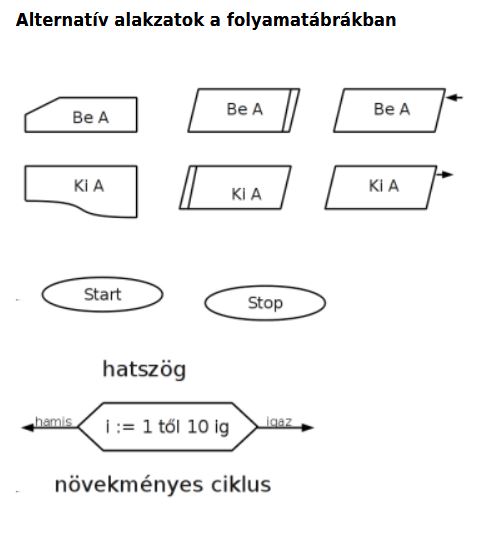 Alternatív alakzatok a folyamatábrákban
Be A
Be A
Be A
Ki A
Ki A
Ki A
Start
Stop
hatszög
hamis
i := 1 től 10 ig
igaz
növekményes ciklus